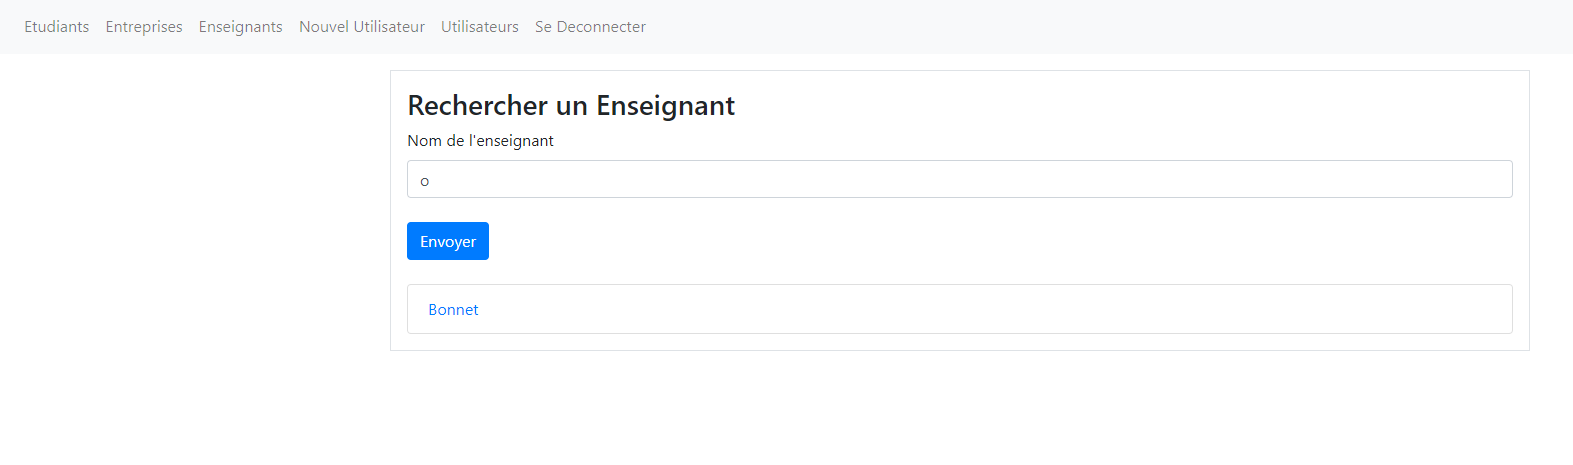 Etudiants Entreprises Enseignants Nouvel Utilisateur Utilisateurs Se Deconnecter
Rechercher un Enseignant
Nom de l'enseignant
o
Envoyer
Bonnet